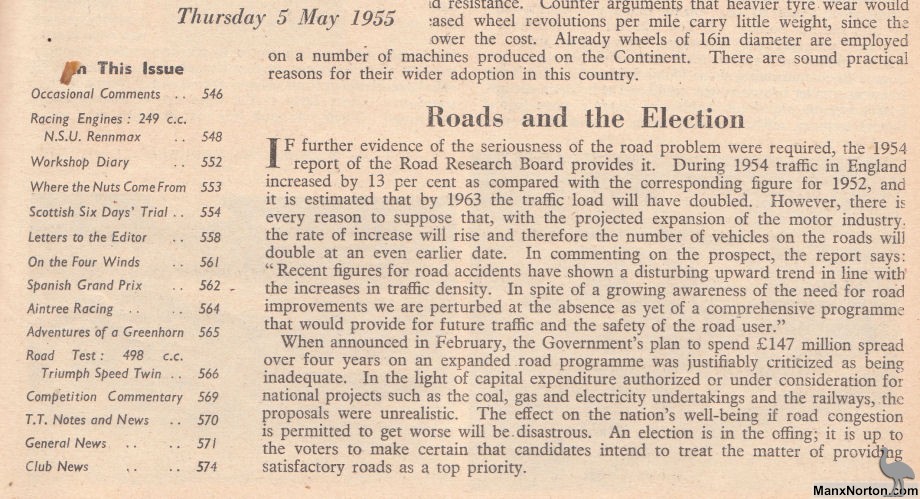 Thursday 5 May 1955
In This Issue
Occasional Comments .. 546
Racing Engines : 249 c.c.
N.S.U. Rennmax .. 548
Workshop Diary .. 552
Where the Nuts Come From 553
Scottish Six Days' Trial .. 554
Letters to the Editor .. 558
On the Four Winds .. 561
Spanish Grand Prix .. 562
Aintree Racing .. .. 564
Adventures of a Greenhorn 565
Road Test : 498 c.c.
Triumph Speed Twin .. 566
Competition Commentary 569
T.T. Notes and News .. 570
General News .. .. 571
Club News .. .. 574
resistance. Counter arguments that heavier tyre wear would
ased wheel revolutions per mile carry little weight, since the
ower the cost. Already wheels of 16in diameter are employed
on a number of machines produced on the Continent. There are sound practical
reasons for their wider adoption in this country.
Roads and the Election
IF further evidence of the seriousness of the road problem were required, the 1954
report of the Road Research Board provides it. During 1954 traffic in England
increased by 13 per cent as compared with the corresponding figure for 1952, and
it is estimated that by 1963 the traffic load will have doubled. However, there is
every reason to suppose that, with the projected expansion of the motor industry,
the rate of increase will rise and therefore the number of vehicles on the roads will
double at an even earlier date. In commenting on the prospect, the report says:
“Recent figures for road accidents have shown a disturbing upward trend in line with
the increases in traffic density. In spite of a growing awareness of the need for road
improvements we are perturbed at the absence as yet of a comprehensive programme
that would provide for future traffic and the safety of the road user.”
When announced in February, the Government's plan to spend £147 million spread
over four years on an expanded road programme was justifiably criticized as being
inadequate. In the light of capital expenditure authorized or under consideration for
national projects such as the coal, gas and electricity undertakings and the railways, the
proposals were unrealistic. The effect on the nation's well-being if road congestion
is permitted to get worse will be disastrous. An election is in the offing; it is up to
the voters to make certain that candidates intend to treat the matter of providing
satisfactory roads as a top priority.
ManxNorton.com